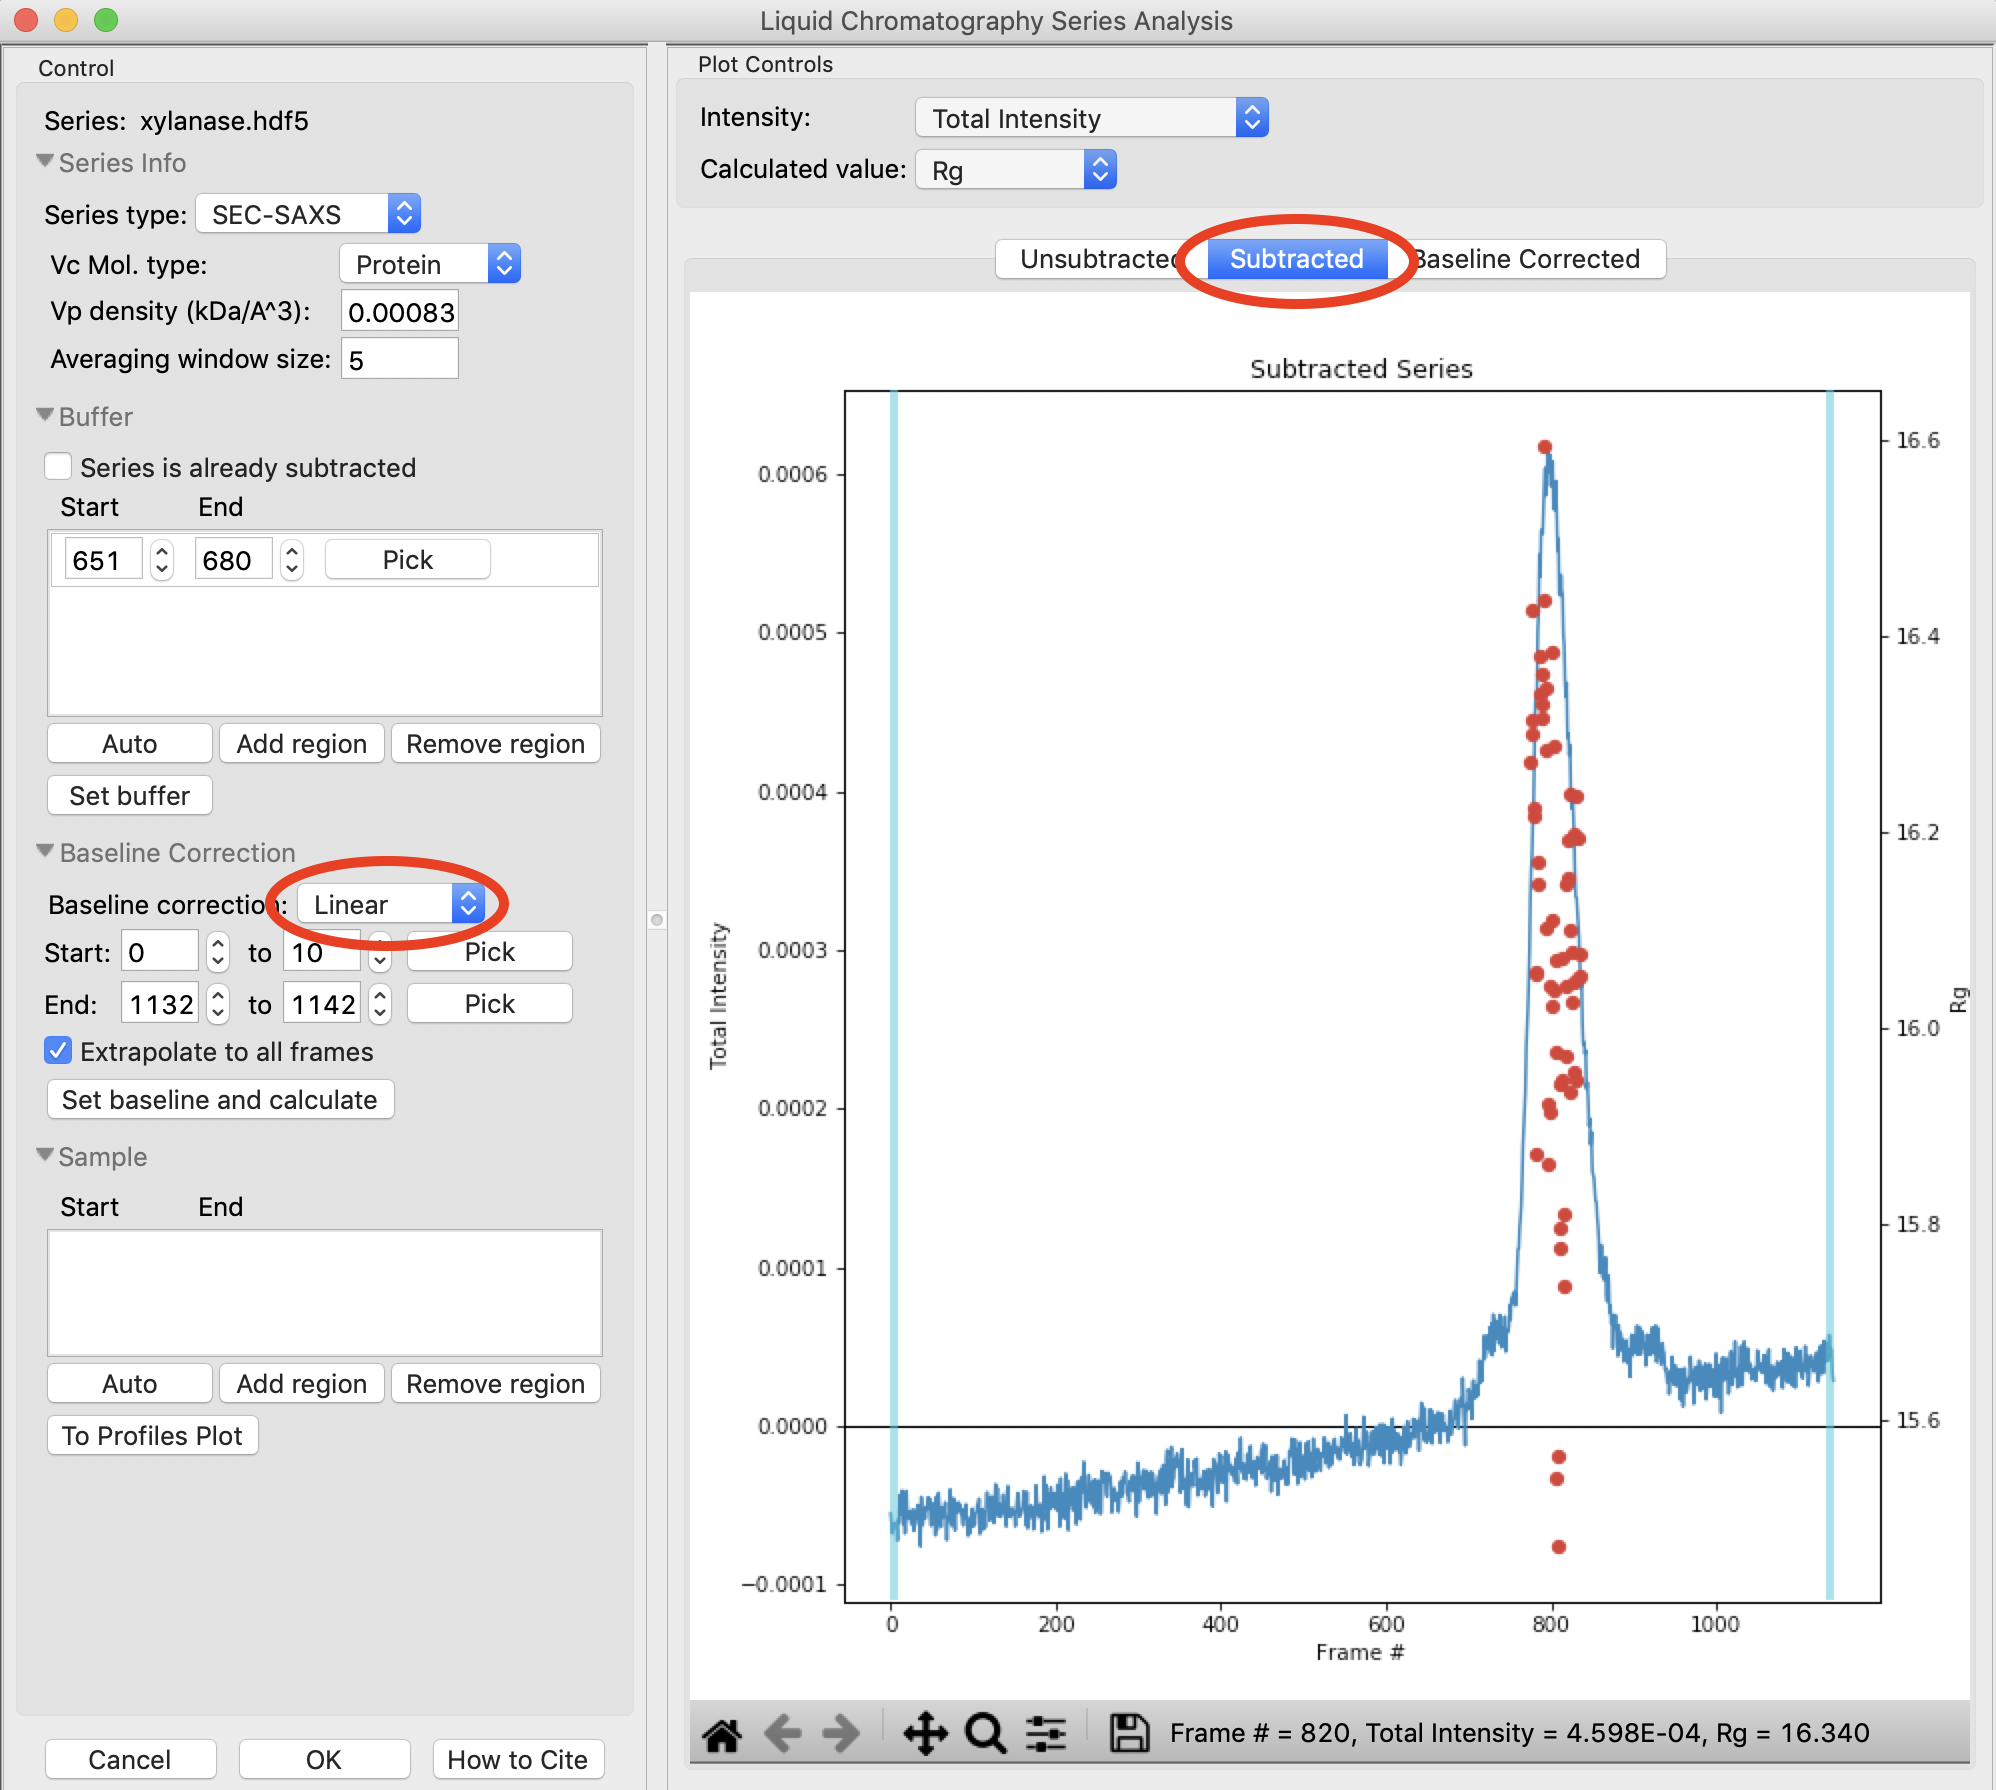 Liquid Chromatography Series Analysis
Control
Series: xylanase.hdf5
Series Info
Series type: SEC-SAXS
Vc Mol. type: Protein
Vp density (kDa/A^3): 0.00083
Averaging window size: 5
Buffer
Series is already subtracted
Start End
651 680 Pick
Auto Add region Remove region
Set buffer
Baseline Correction
Baseline correction: Linear
Start: 0 to 10 Pick
End: 1132 to 1142 Pick
Extrapolate to all frames
Set baseline and calculate
Sample
Start End
Auto Add region Remove region
To Profiles Plot
Cancel OK How to Cite
Plot Controls
Intensity: Total Intensity
Calculated value: Rg
Unsubtracted Subtracted Baseline Corrected
Subtracted Series
0.0006
0.0005
0.0004
0.0003
0.0002
0.0001
0.0000
−0.0001
Total Intensity
16.6
16.4
16.2
16.0
15.8
15.6
Rg
0 200 400 600 800 1000
Frame #
Frame # = 820, Total Intensity = 4.598E-04, Rg = 16.340